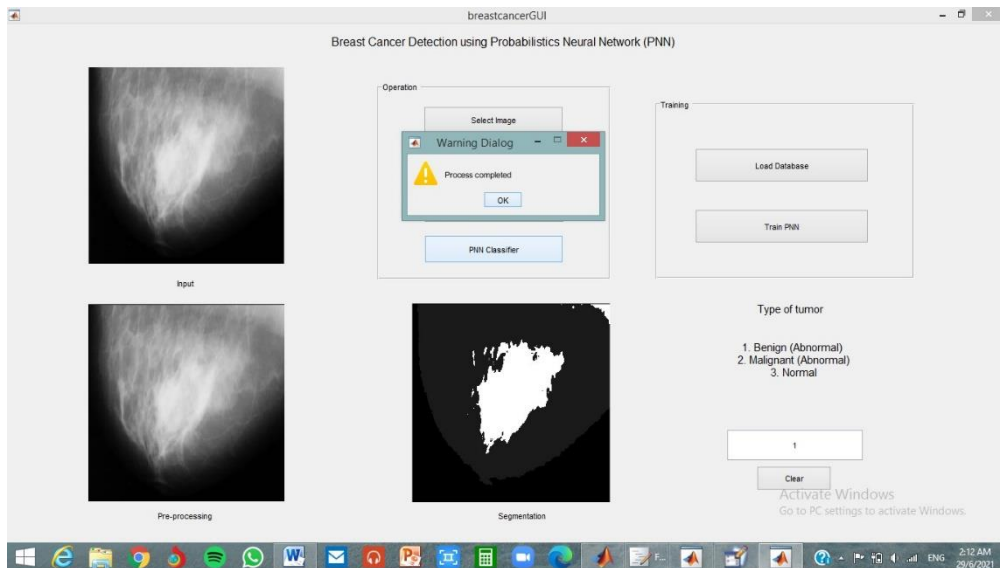 breastcancerGUI
Breast Cancer Detection using Probabilistics Neural Network (PNN)
Operation
Select Image
Warning Dialog
Process completed
OK
PNN Classifier
Training
Load Database
Train PNN
Input
Pre-processing
Segmentation
Type of tumor
1. Benign (Abnormal)
2. Malignant (Abnormal)
3. Normal
1
Clear
Activate Windows
Go to PC settings to activate Windows.
F...
ENG
2:12 AM
29/6/2021